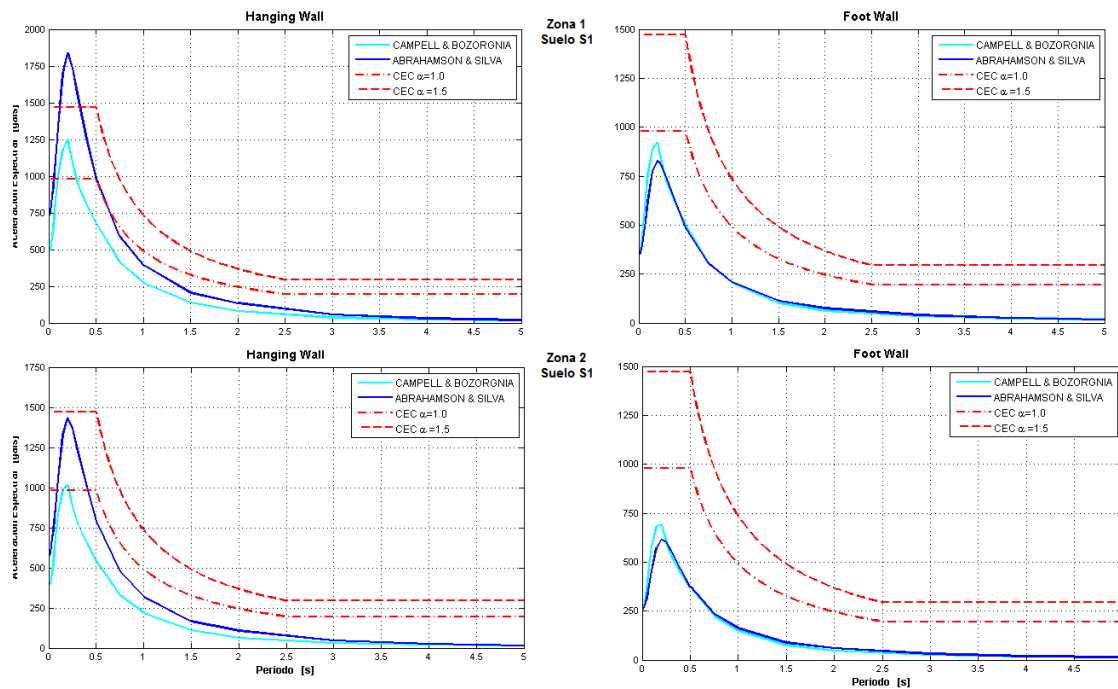 Hanging Wall
Zona 1
Suelo S1
Foot Wall
2000
1750
1500
1250
1000
750
500
250
0
0
0.5
1
1.5
2
2.5
3
3.5
4
4.5
5
CAMPELL & BOZORGNIA
ABRAHAMSON & SILVA
CEC α=1.0
CEC α=1.5
Aceleración Espectral [gals]
1500
1250
1000
750
500
250
0
0
0.5
1
1.5
2
2.5
3
3.5
4
4.5
5
CAMPELL & BOZORGNIA
ABRAHAMSON & SILVA
CEC α=1.0
CEC α=1.5
Hanging Wall
Zona 2
Suelo S1
Foot Wall
1750
1500
1250
1000
750
500
250
0
0
0.5
1
1.5
2
2.5
3
3.5
4
4.5
5
CAMPELL & BOZORGNIA
ABRAHAMSON & SILVA
CEC α=1.0
CEC α=1.5
Aceleración Espectral [gals]
Periodo [s]
1500
1250
1000
750
500
250
0
0
0.5
1
1.5
2
2.5
3
3.5
4
4.5
CAMPELL & BOZORGNIA
ABRAHAMSON & SILVA
CEC α=1.0
CEC α=1.5
Periodo [s]